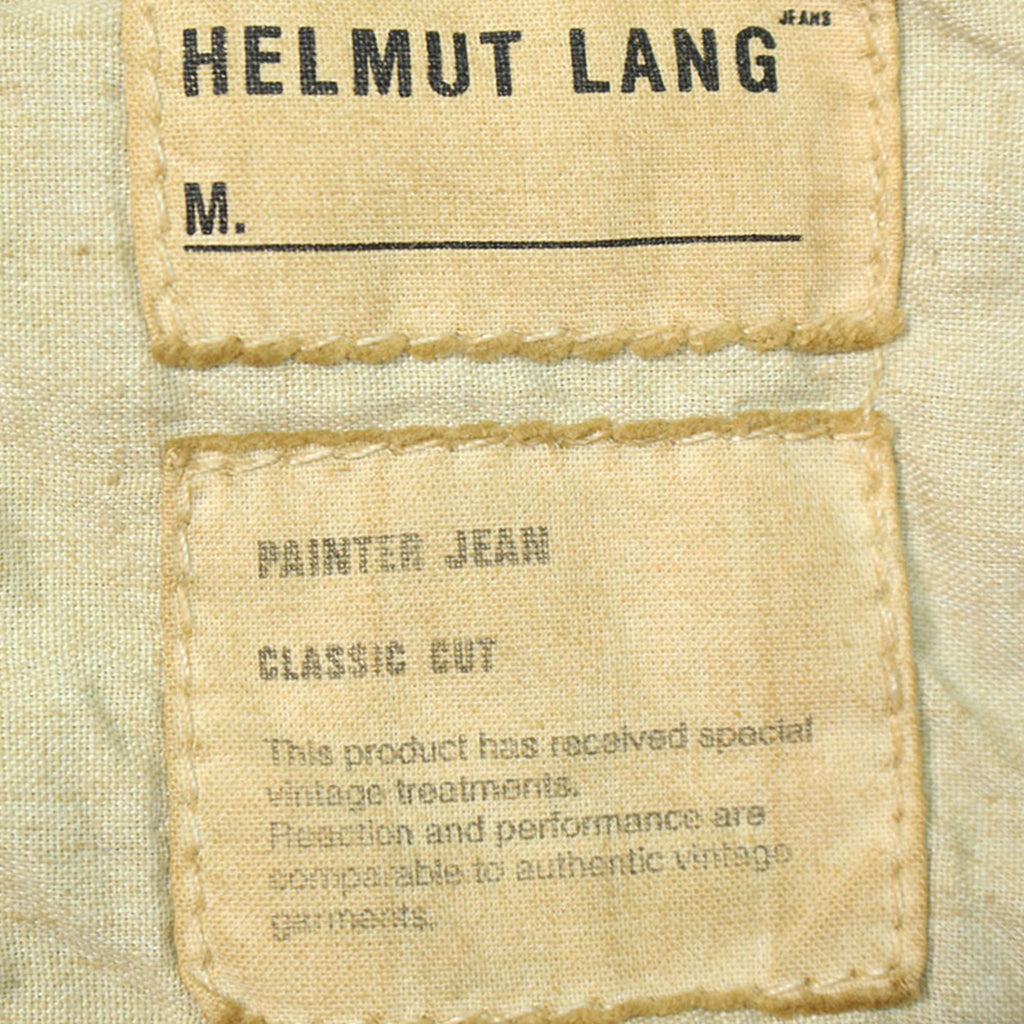 HELMUT LANG JEANS
M.
PAINTER JEAN
CLASSIC CUT
This product has received special
vintage treatments.
Reaction and performance are
comparable to authentic vintage
garments.